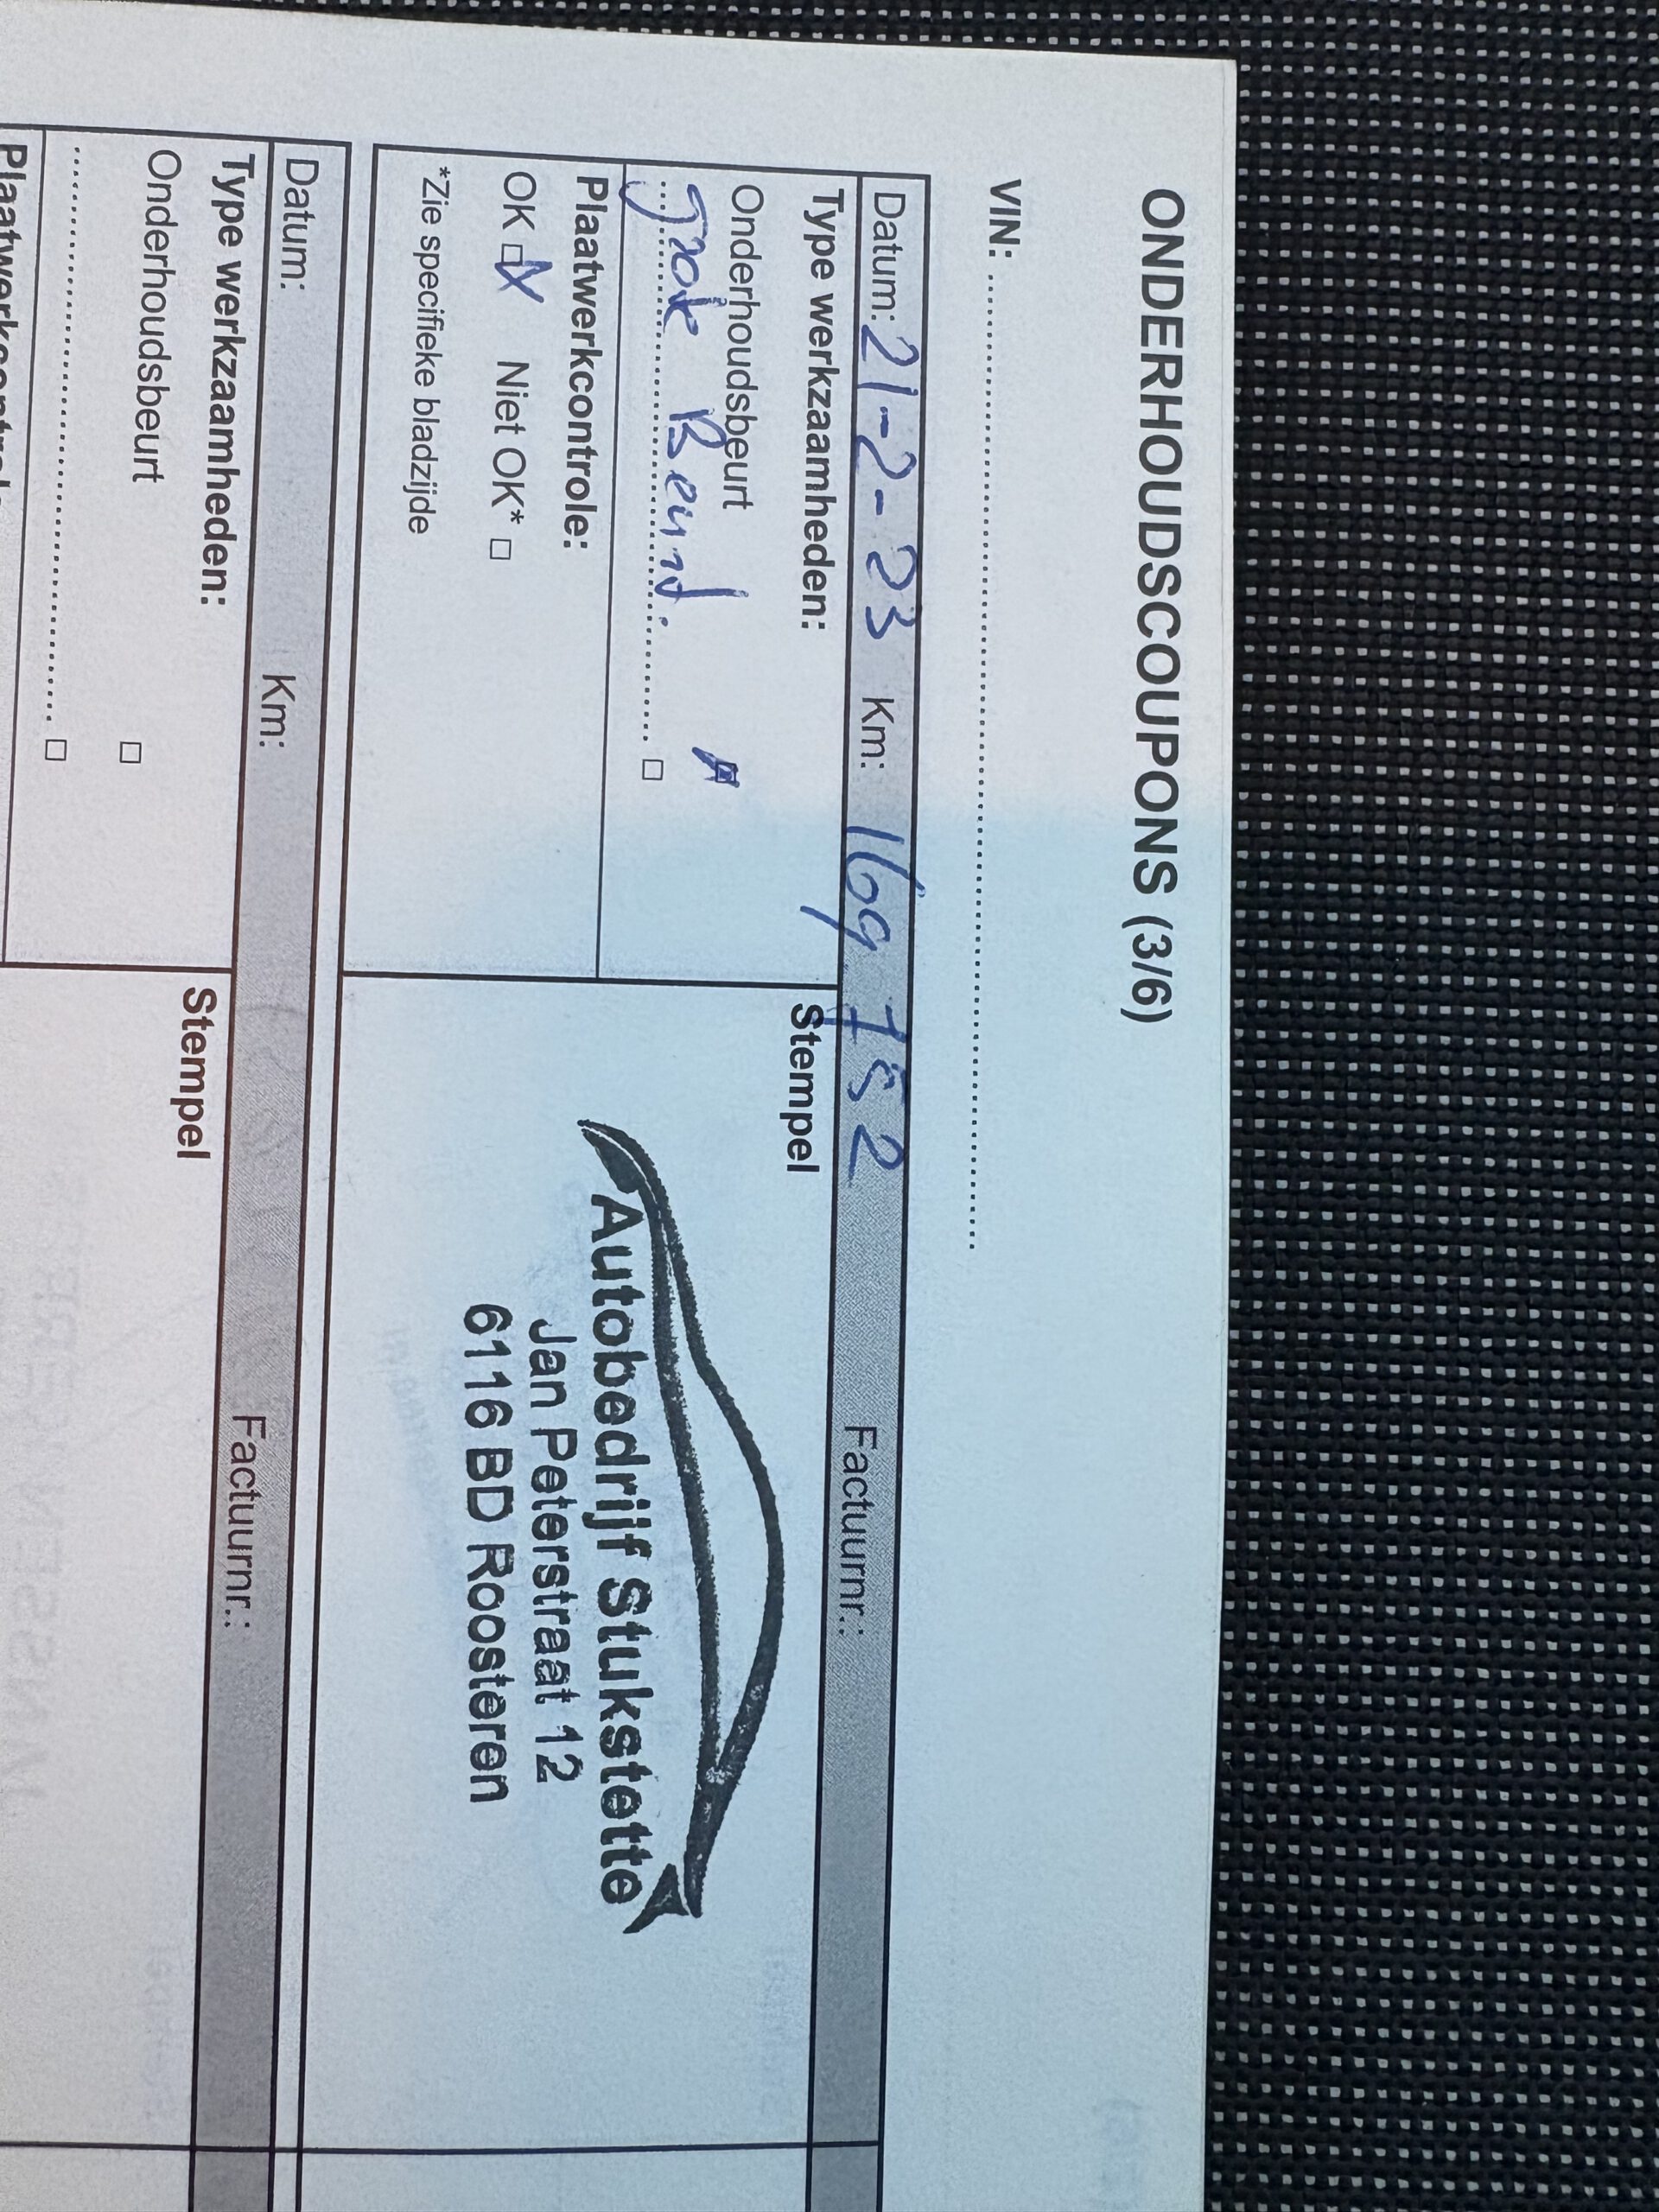 ONDERHOUDSCOUPONS (3/6)
VIN: ..........
Datum: 21-2-23 Km: 169 752 Factuurnr.:
Type werkzaamheden:
Stempel
Onderhoudsbeurt
grote Beurt.
Plaatwerkcontrole:
OK Niet OK* □
*Zie specifieke bladzijde
Autobedrijf Stukstette
Jan Peterstraat 12
6116 BD Roosteren
Datum: Km: Factuurnr.:
Type werkzaamheden:
Stempel
Onderhoudsbeurt □
.......... □